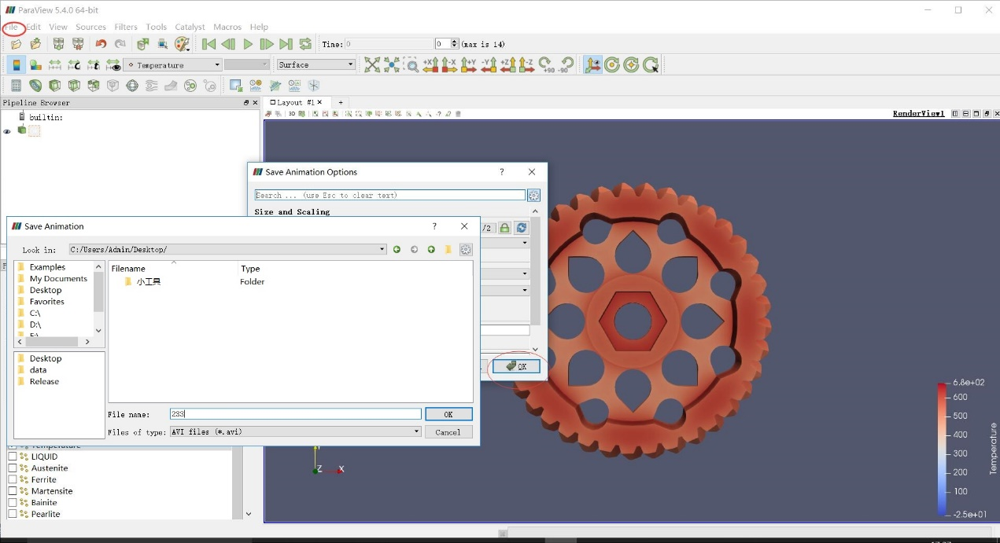 ParaView 5.4.0 64-bit
File Edit View Sources Filters Tools Catalyst Macros Help
Time: 0 0 (max is 14)
Temperature Surface +X -X +Y -Y +Z -Z +90 -90
Pipeline Browser
Layout #1 +
builtin:
3D
RenderView1
Save Animation Options ?
Search ... (use Esc to clear text)
Size and Scaling
/2
Save Animation ?
Look in: C:/Users/Admin/Desktop/
Examples
My Documents
Desktop
Favorites
C:\
D:\
Filename Type
小工具 Folder
Desktop
data
Release
OK
File name: 233 OK
Files of type: AVI files (*.avi) Cancel
Temperature
LIQUID
Austenite
Ferrite
Martensite
Bainite
Pearlite
Y
Z X
6.8e+02
600
500
400
300
200
100
-2.5e+01
Temperature